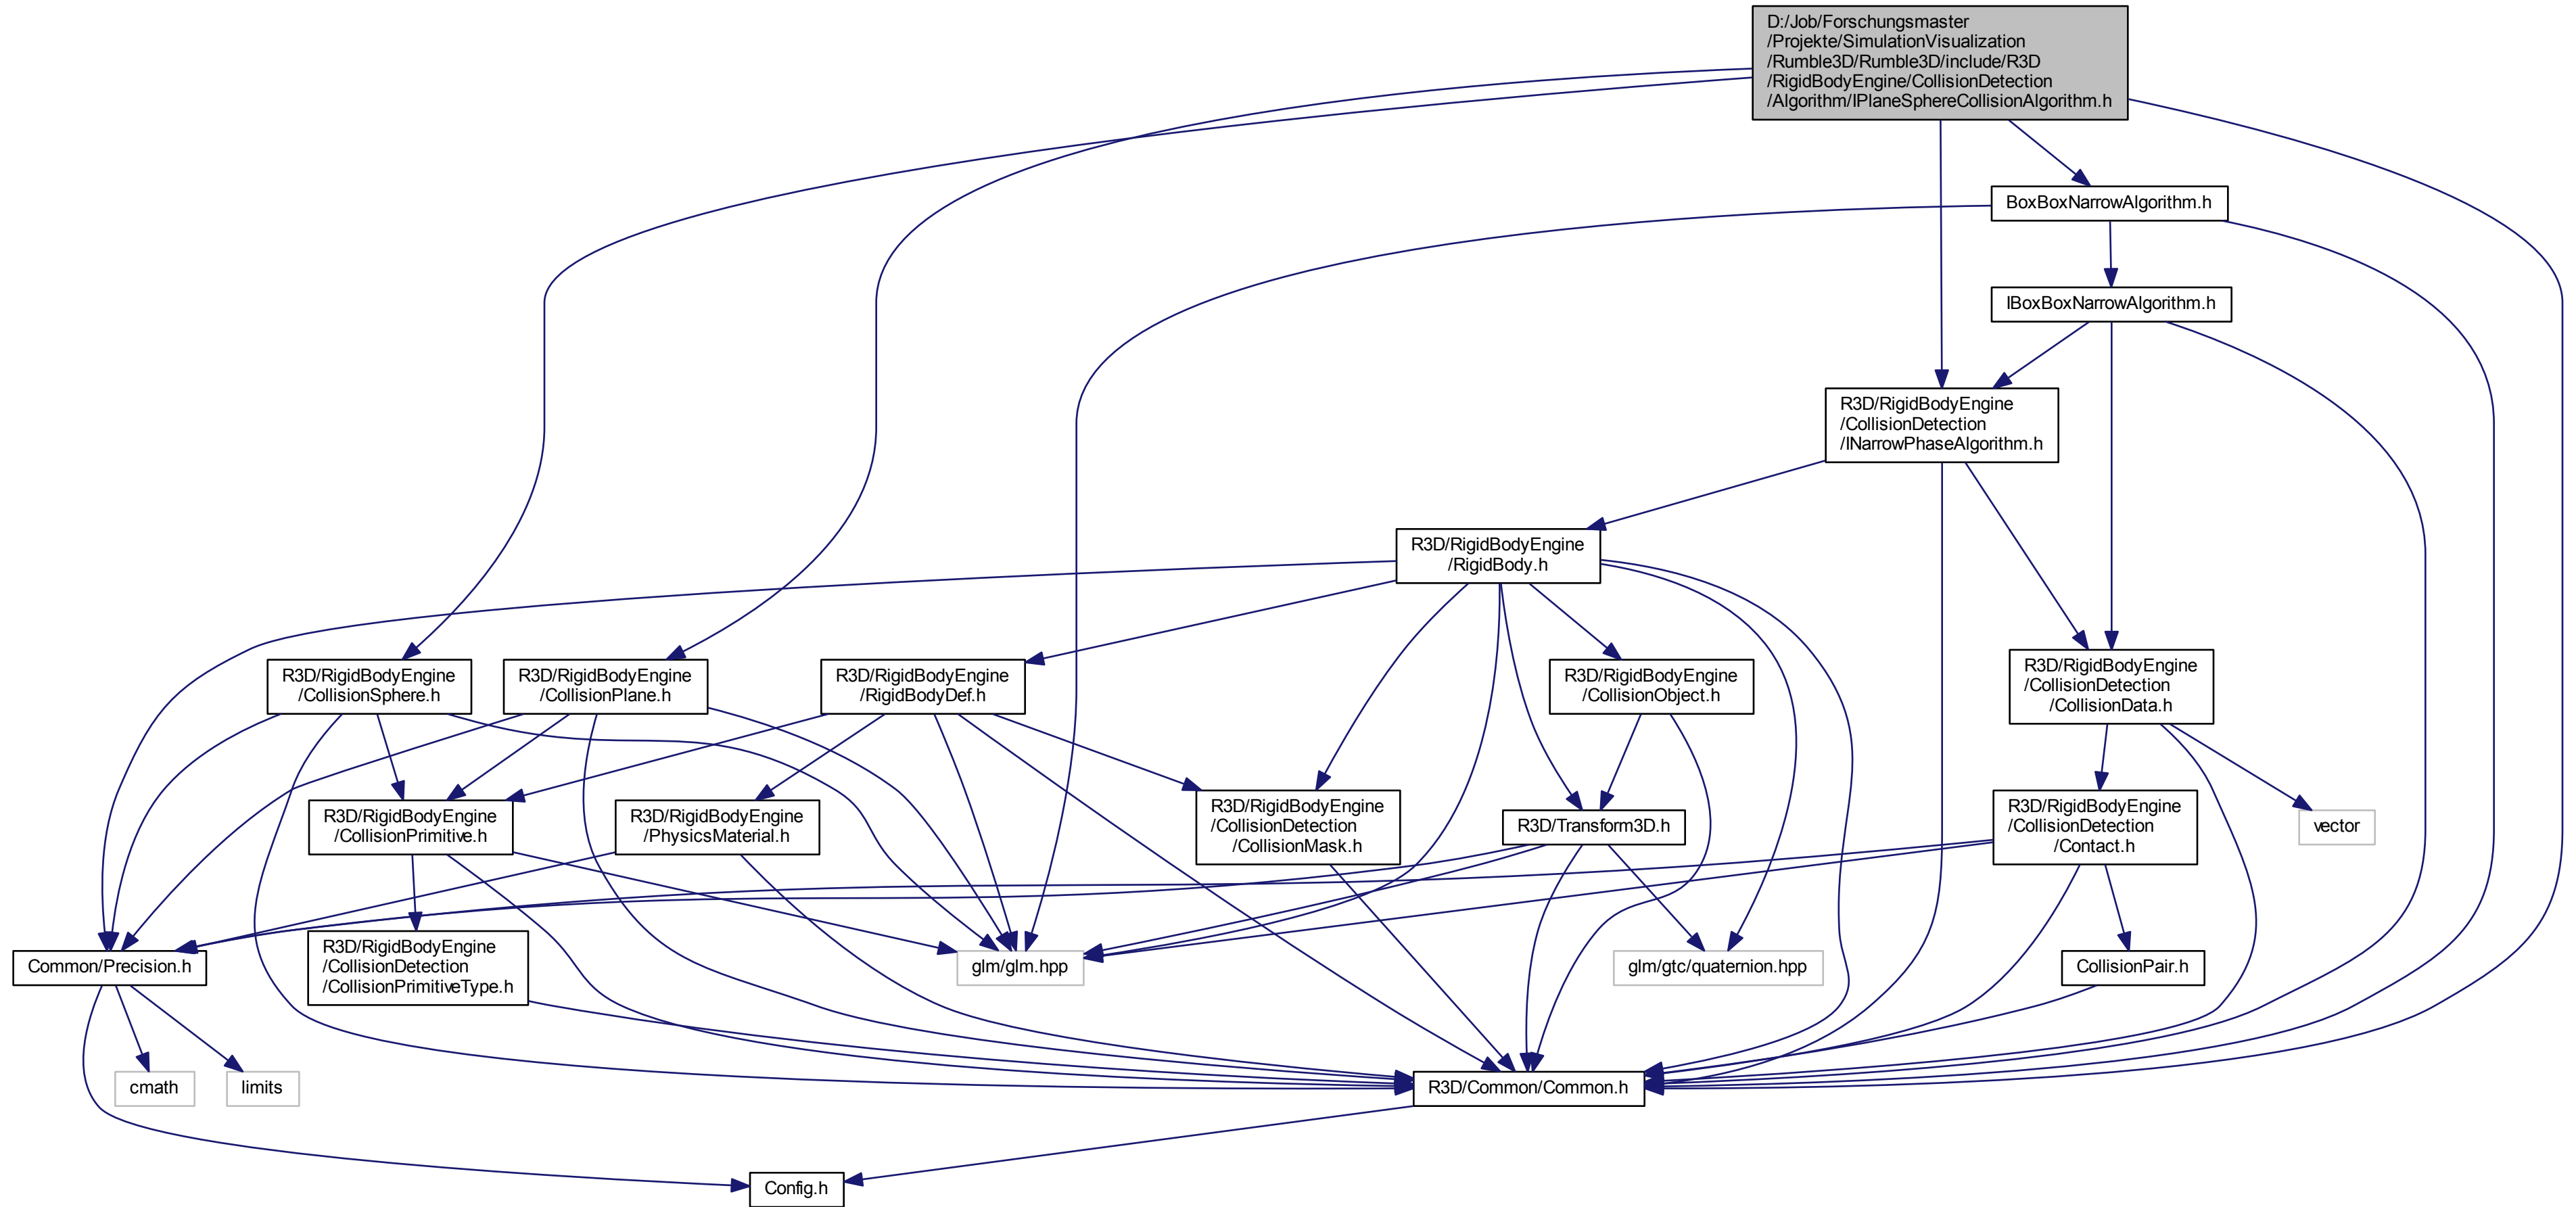 D:/Job/Forschungsmaster
/Projekte/SimulationVisualization
/Rumble3D/Rumble3D/include/R3D
/RigidBodyEngine/CollisionDetection
/Algorithm/IPlaneSphereCollisionAlgorithm.h
BoxBoxNarrowAlgorithm.h
IBoxBoxNarrowAlgorithm.h
R3D/RigidBodyEngine
/CollisionDetection
/INarrowPhaseAlgorithm.h
R3D/RigidBodyEngine
/RigidBody.h
R3D/RigidBodyEngine
/CollisionSphere.h
R3D/RigidBodyEngine
/CollisionPlane.h
R3D/RigidBodyEngine
/RigidBodyDef.h
R3D/RigidBodyEngine
/CollisionObject.h
R3D/RigidBodyEngine
/CollisionDetection
/CollisionData.h
R3D/RigidBodyEngine
/CollisionPrimitive.h
R3D/RigidBodyEngine
/PhysicsMaterial.h
R3D/RigidBodyEngine
/CollisionDetection
/CollisionMask.h
R3D/Transform3D.h
R3D/RigidBodyEngine
/CollisionDetection
/Contact.h
vector
Common/Precision.h
R3D/RigidBodyEngine
/CollisionDetection
/CollisionPrimitiveType.h
glm/glm.hpp
glm/gtc/quaternion.hpp
CollisionPair.h
cmath
limits
R3D/Common/Common.h
Config.h